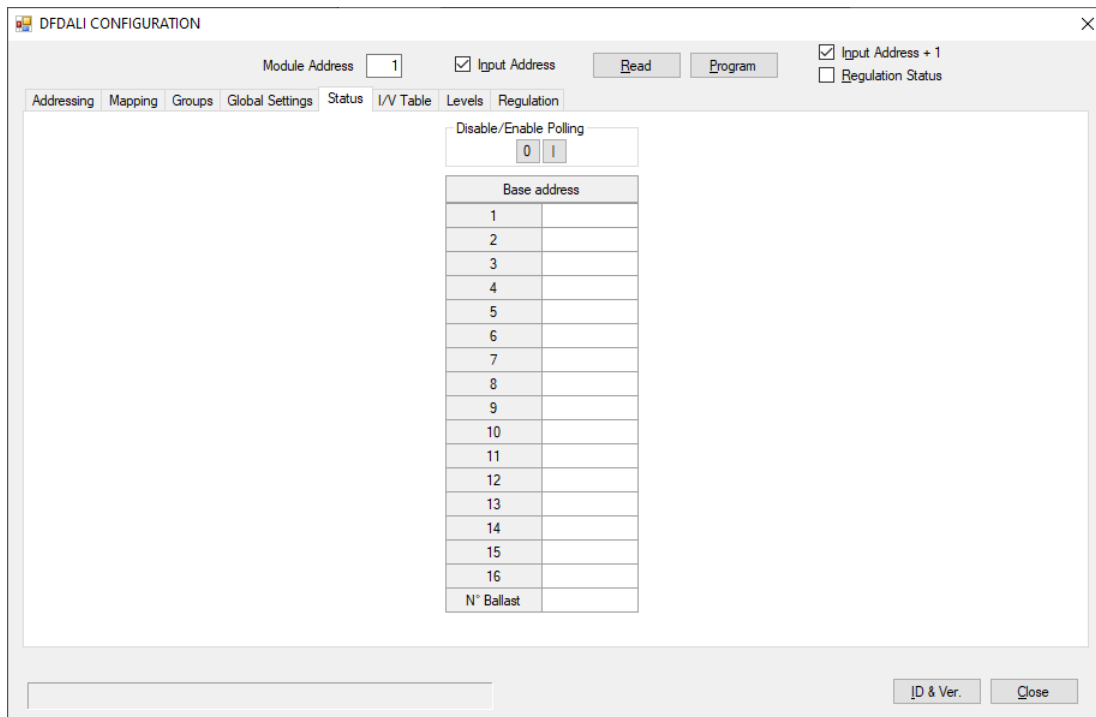 DFDALI CONFIGURATION
Module Address 1 Input Address Read Program Input Address + 1
Regulation Status
Addressing Mapping Groups Global Settings Status I/V Table Levels Regulation
Disable/Enable Polling
0 I
Base address
1
2
3
4
5
6
7
8
9
10
11
12
13
14
15
16
N° Ballast
ID & Ver. Close